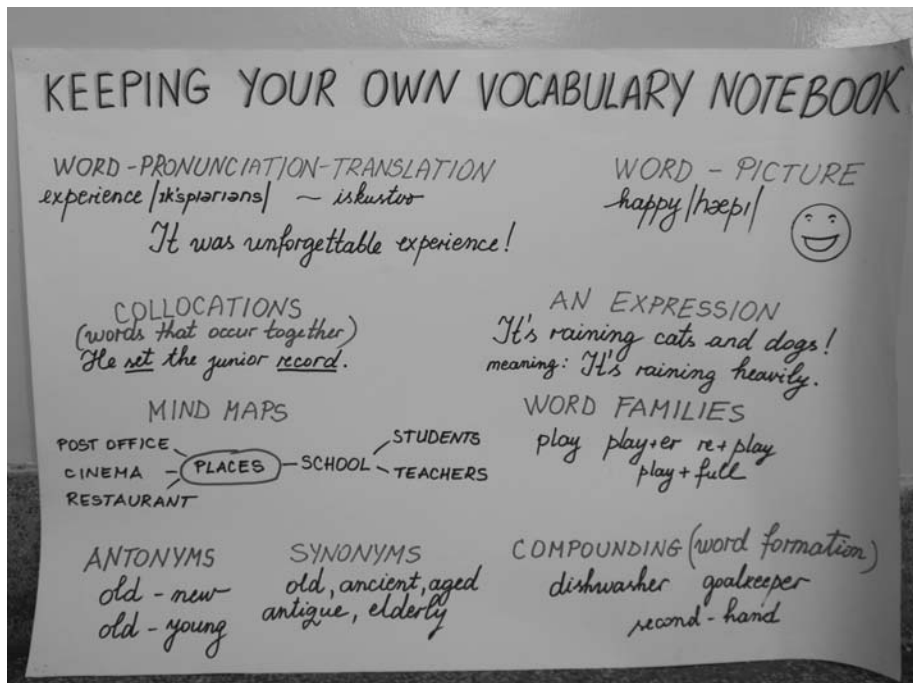 KEEPING YOUR OWN VOCABULARY NOTEBOOK
WORD - PRONUNCIATION - TRANSLATION
experience /ɪk'spɪərɪəns/ ~ iskustvo
It was unforgettable experience!
WORD - PICTURE
happy /hæpɪ/
COLLOCATIONS
(words that occur together)
He set the junior record.
AN EXPRESSION
It's raining cats and dogs!
meaning: It's raining heavily.
MIND MAPS
POST OFFICE
CINEMA
RESTAURANT
PLACES - SCHOOL
STUDENTS
TEACHERS
WORD FAMILIES
play play+er re+play
play+full
ANTONYMS
old - new
old - young
SYNONYMS
old, ancient, aged
antique, elderly
COMPOUNDING (word formation)
dishwasher goalkeeper
second-hand